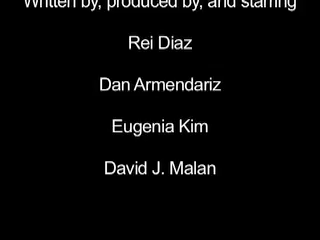 Written by, produced by, and starring
Rei Diaz
Dan Armendariz
Eugenia Kim
David J. Malan